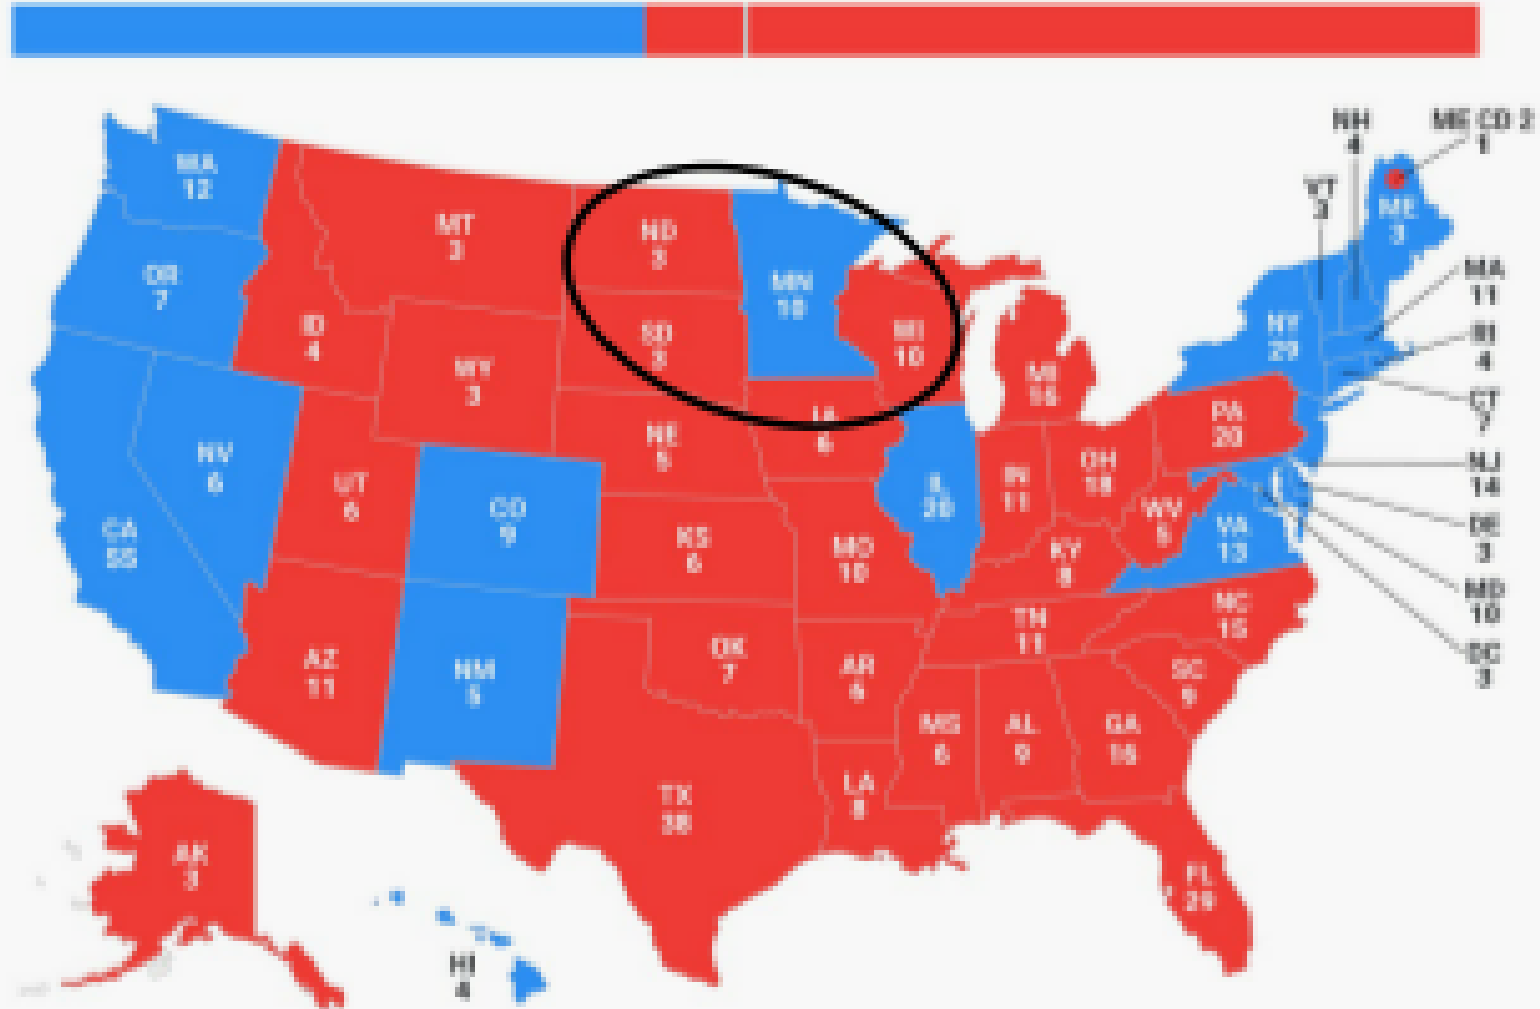 NH
4
ME CD 2
1
WA
12
VT
3
ME
3
MT
3
ND
3
MN
10
MA
11
OR
7
ID
4
SD
3
WI
10
NY
29
RI
4
WY
3
MI
16
CT
7
IA
6
PA
20
NE
5
NV
6
UT
6
CO
9
IL
20
IN
11
OH
18
NJ
14
WV
5
VA
13
DE
3
CA
55
KS
6
MO
10
KY
8
MD
10
NC
15
TN
11
DC
3
AZ
11
NM
5
OK
7
AR
6
SC
9
MS
6
AL
9
GA
16
TX
38
LA
8
AK
3
FL
29
HI
4